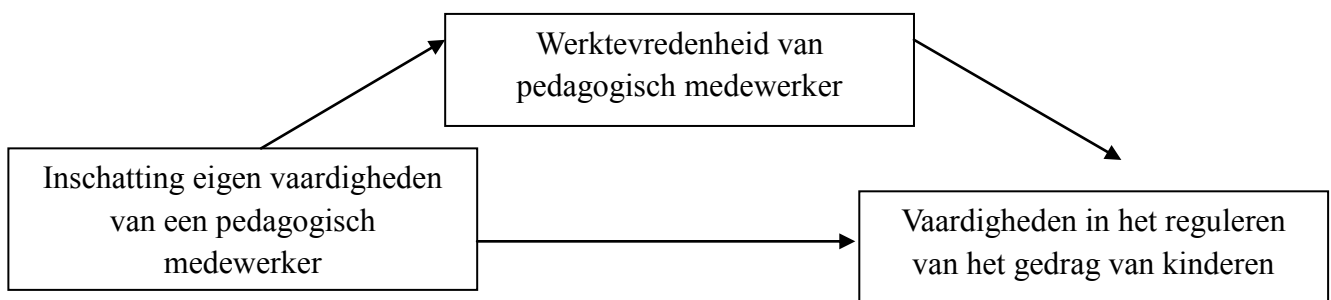 Werktevredenheid van
pedagogisch medewerker
Inschatting eigen vaardigheden
van een pedagogisch
medewerker
Vaardigheden in het reguleren
van het gedrag van kinderen